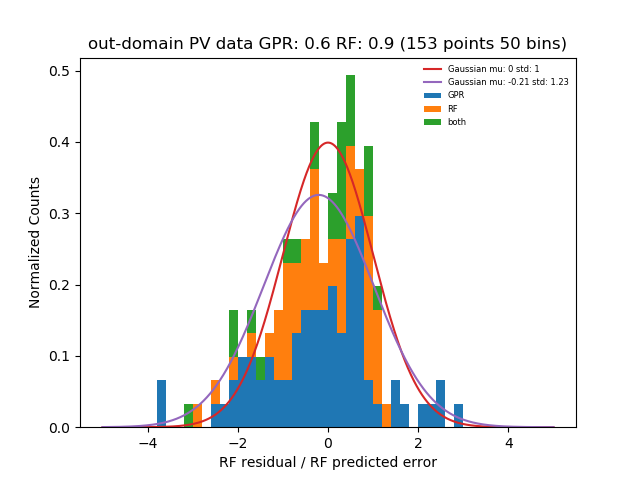 out-domain PV data GPR: 0.6 RF: 0.9 (153 points 50 bins)
Gaussian mu: 0 std: 1
Gaussian mu: -0.21 std: 1.23
GPR
RF
both
Normalized Counts
0.5
0.4
0.3
0.2
0.1
0.0
−4 −2 0 2 4
RF residual / RF predicted error